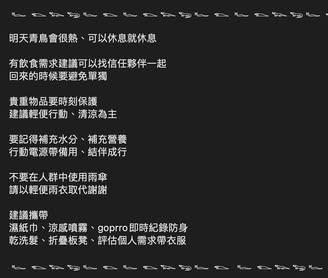 明天青鳥會很熱、可以休息就休息
有飲食需求建議可以找信任夥伴一起
回來的時候要避免單獨
貴重物品要時刻保護
建議輕便行動、清涼為主
要記得補充水分、補充營養
行動電源帶備用、結伴成行
不要在人群中使用雨傘
請以輕便雨衣取代謝謝
建議攜帶
濕紙巾、涼感噴霧、goprro即時紀錄防身
乾洗髮、折疊板凳、評估個人需求帶衣服